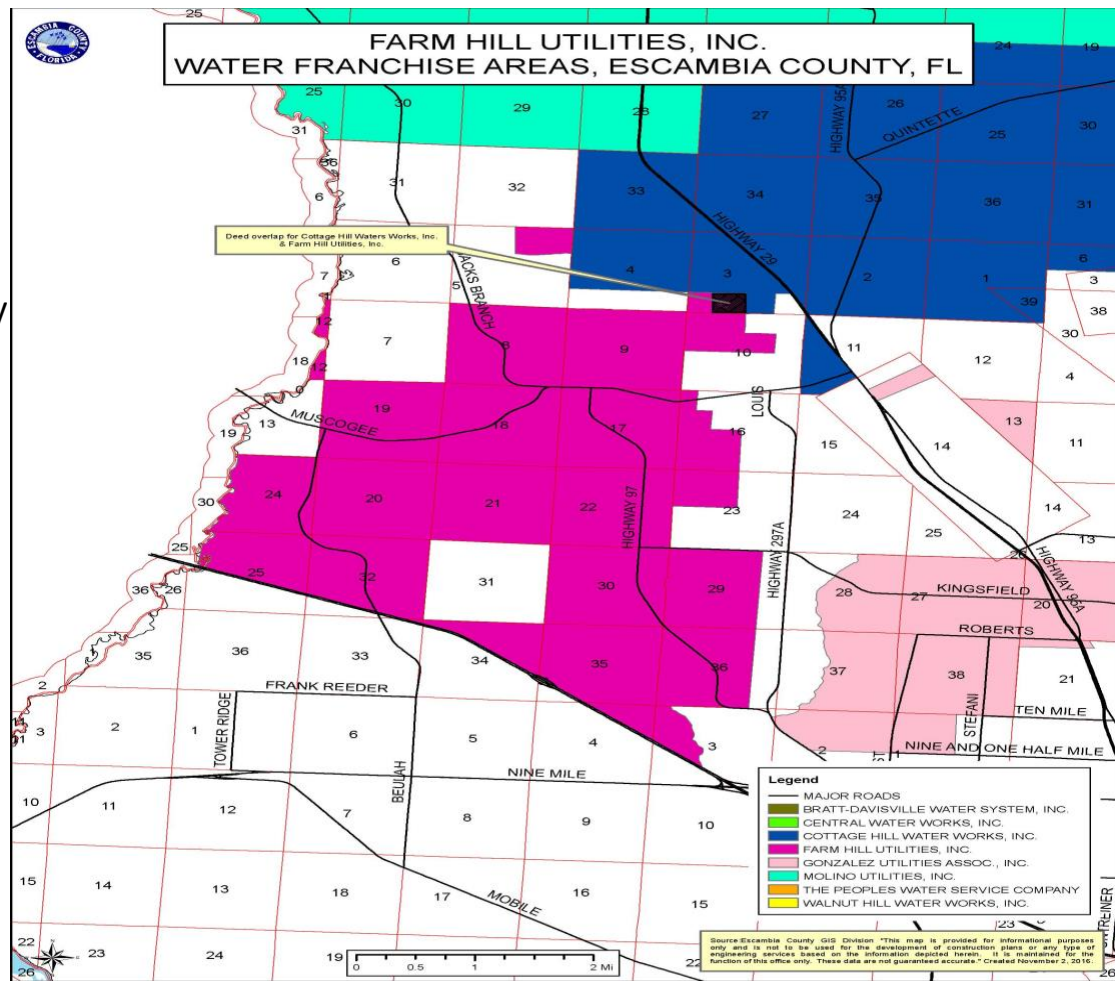 ESCAMBIA COUNTY
FLORIDA
FARM HILL UTILITIES, INC.
WATER FRANCHISE AREAS, ESCAMBIA COUNTY, FL
25
24
19
25
30
29
28
27
26
HIGHWAY 95A
QUINTETTE
25
30
31
36
6
31
32
33
34
35
36
31
Deed overlap for Cottage Hill Waters Works, Inc.
& Farm Hill Utilities, Inc.
HIGHWAY 29
7
6
5
ACKS BRANCH
4
3
2
1
6
39
3
38
30
1
12
18
12
7
8
9
10
11
12
4
MUSCOGEE
19
13
19
18
17
16
LOUIS
15
14
13
11
30
24
20
21
22
HIGHWAY 97
23
HIGHWAY 297A
24
25
14
13
26
HIGHWAY 95A
25
36
26
25
32
31
30
29
28
27
KINGSFIELD
20
ROBERTS
35
36
33
34
35
36
37
38
STEFANI
21
TEN MILE
NINE AND ONE HALF MILE
2
3
2
1
TOWER RIDGE
FRANK REEDER
6
BEULAH
5
4
3
2
1
NINE MILE
10
11
12
7
8
9
10
15
14
13
18
17
MOBILE
16
15
22
26
23
24
19
22
23
26
Legend
MAJOR ROADS
BRATT-DAVISVILLE WATER SYSTEM, INC.
CENTRAL WATER WORKS, INC.
COTTAGE HILL WATER WORKS, INC.
FARM HILL UTILITIES, INC.
GONZALEZ UTILITIES ASSOC., INC.
MOLINO UTILITIES, INC.
THE PEOPLES WATER SERVICE COMPANY
WALNUT HILL WATER WORKS, INC.
0 0.5 1 2 Mi
Source:Escambia County GIS Division "This map is provided for informational purposes
only and is not to be used for the development of construction plans or any type of
engineering services based on the information depicted herein. It is maintained for the
function of this office only. These data are not guaranteed accurate." Created November 2, 2016.